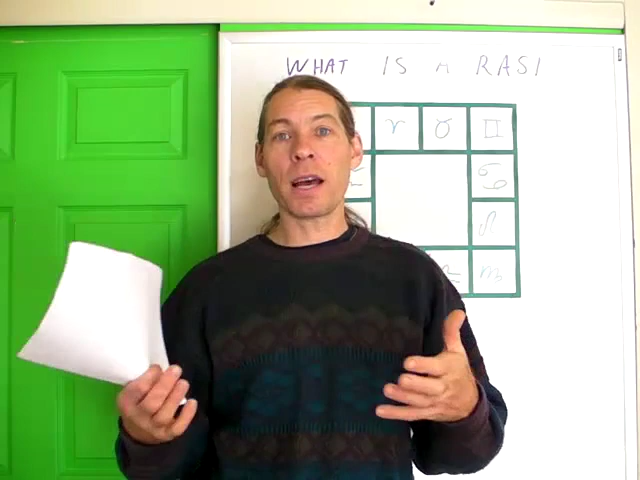 WHAT IS A RASI
♈ ♉ ♊
♋
♌
♎ ♍